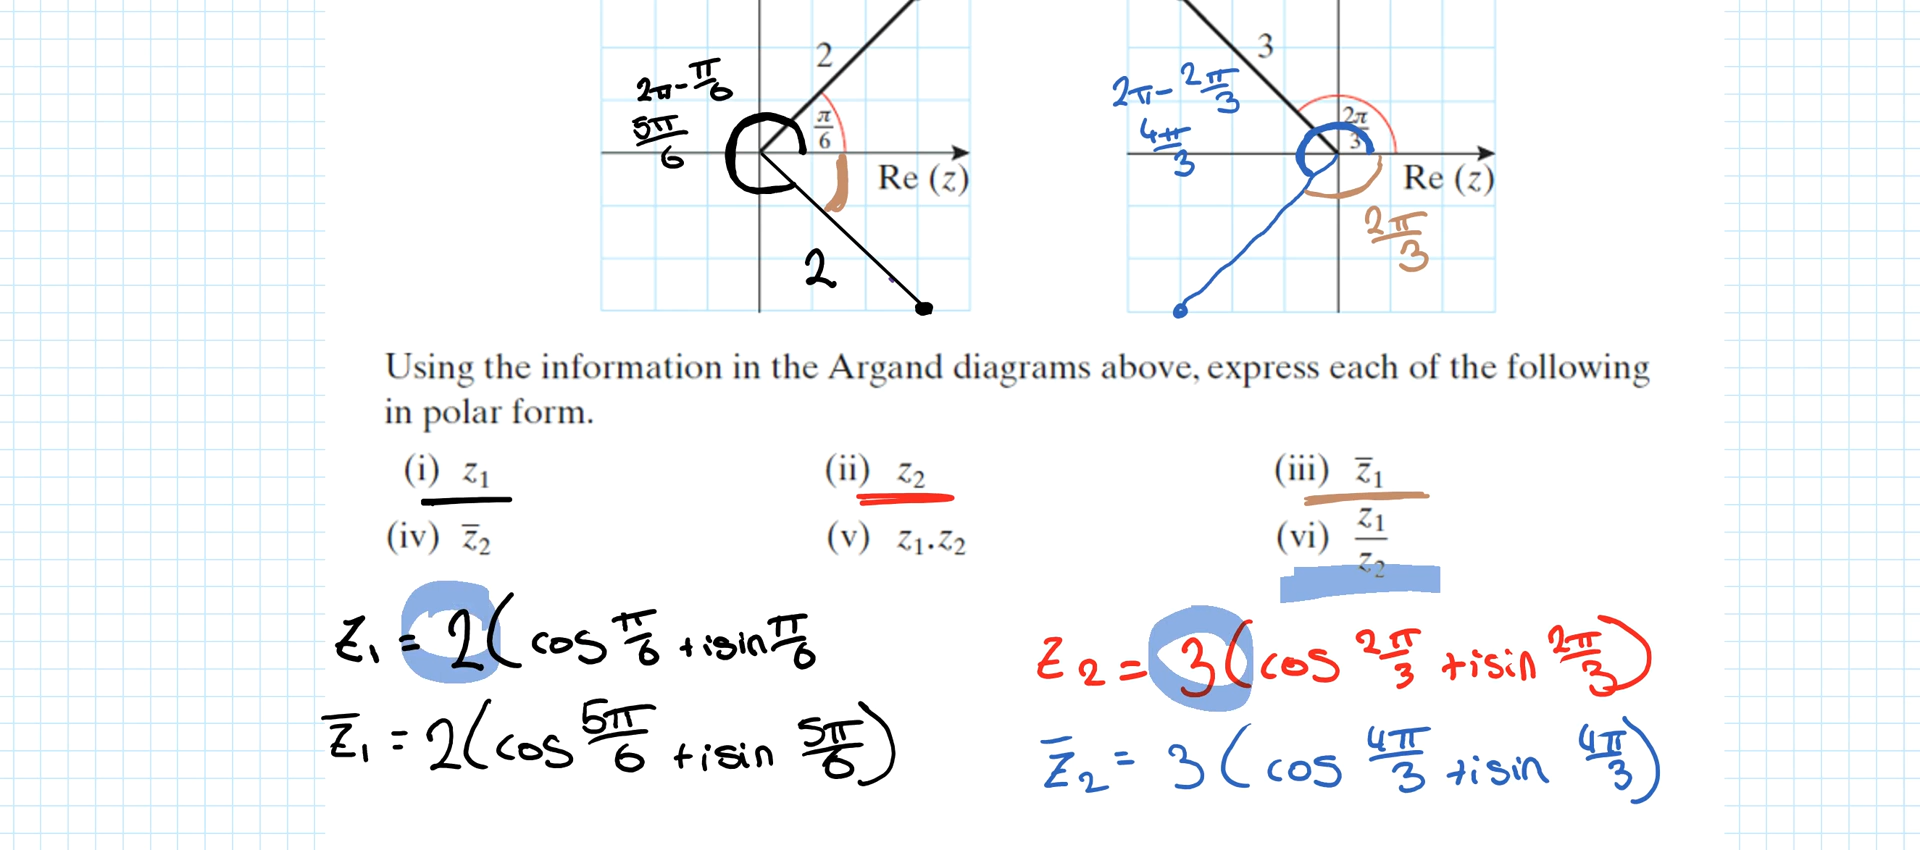 2
3
2π - π/6
2π - 2π/3
5π/6
π/6
4π/3
2π/3
Re (z)
Re (z)
2π/3
2
Using the information in the Argand diagrams above, express each of the following
in polar form.
(i) z₁ (ii) z₂ (iii) z̅₁
(iv) z̅₂ (v) z₁.z₂ (vi) z₁/z₂
Z₁ = 2(cos π/6 + isin π/6
Z₂ = 3(cos 2π/3 + isin 2π/3)
Z̅₁ = 2(cos 5π/6 + isin 5π/6)
Z̅₂ = 3(cos 4π/3 + isin 4π/3)